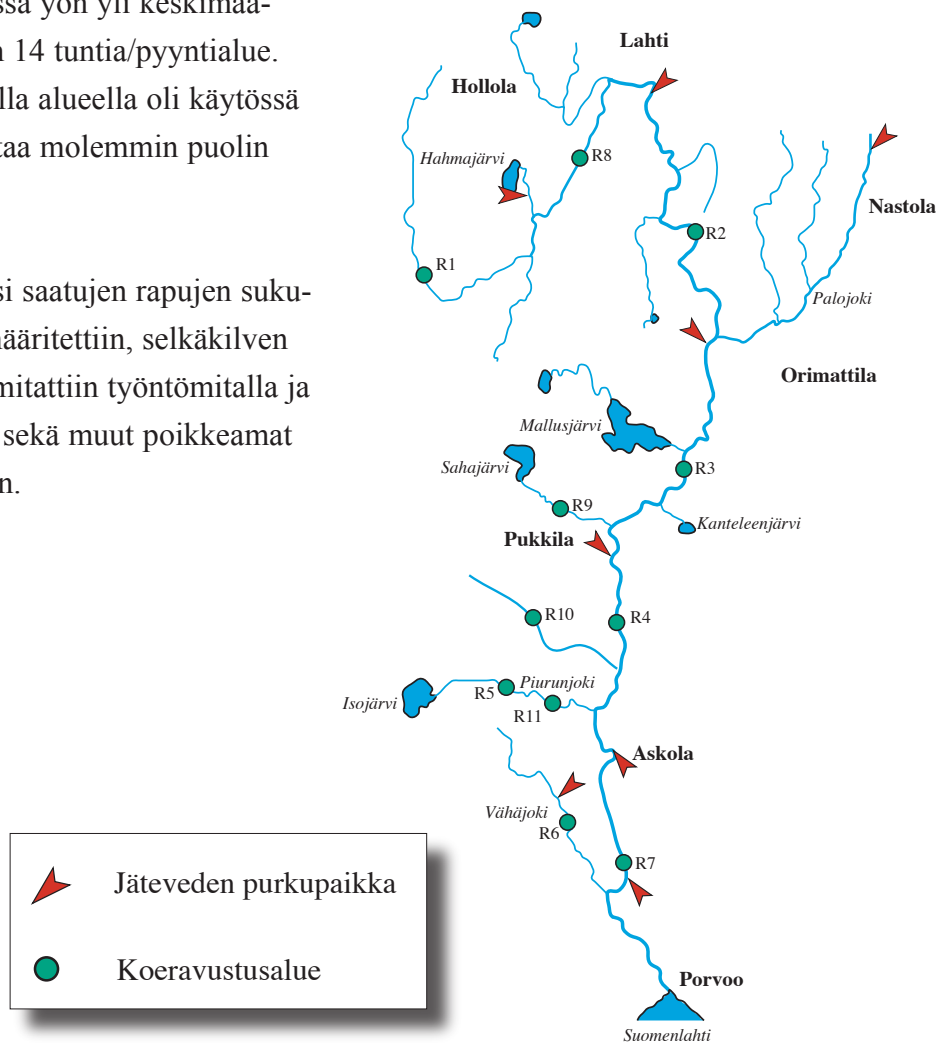 ssä yön yli keskimää-
n 14 tuntia/pyyntialue.
lla alueella oli käytössä
taa molemmin puolin
si saatujen rapujen suku-
määritettiin, selkäkilven
mitattiin työntömitalla ja
sekä muut poikkeamat
n.
Lahti
Hollola
Hahmajärvi
R8
Nastola
R2
R1
Palojoki
Orimattila
Mallusjärvi
Sahajärvi
R3
R9
Kanteleenjärvi
Pukkila
R10
R4
Piurunjoki
R5
Isojärvi
R11
Askola
Vähäjoki
R6
R7
Jäteveden purkupaikka
Koeravustusalue
Porvoo
Suomenlahti